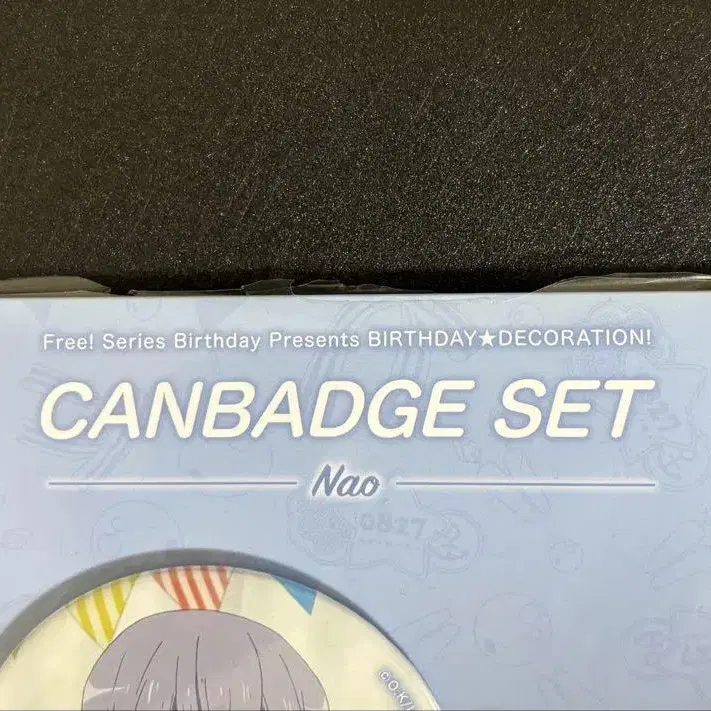 Free! Series Birthday Presents BIRTHDAY★DECORATION!
CANBADGE SET
Nao
0827
©O.K/